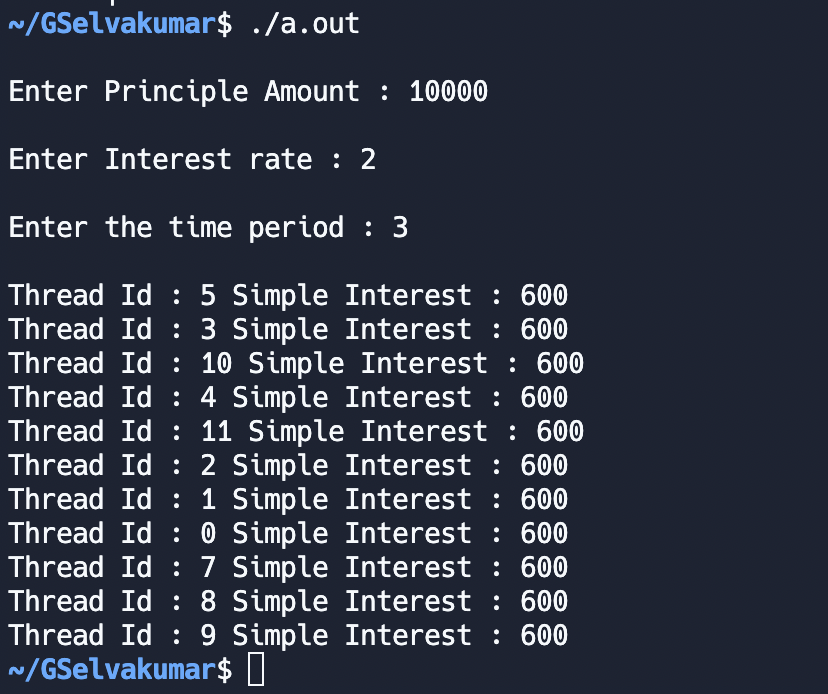 ~/GSelvakumar$ ./a.out
Enter Principle Amount : 10000
Enter Interest rate : 2
Enter the time period : 3
Thread Id : 5 Simple Interest : 600
Thread Id : 3 Simple Interest : 600
Thread Id : 10 Simple Interest : 600
Thread Id : 4 Simple Interest : 600
Thread Id : 11 Simple Interest : 600
Thread Id : 2 Simple Interest : 600
Thread Id : 1 Simple Interest : 600
Thread Id : 0 Simple Interest : 600
Thread Id : 7 Simple Interest : 600
Thread Id : 8 Simple Interest : 600
Thread Id : 9 Simple Interest : 600
~/GSelvakumar$